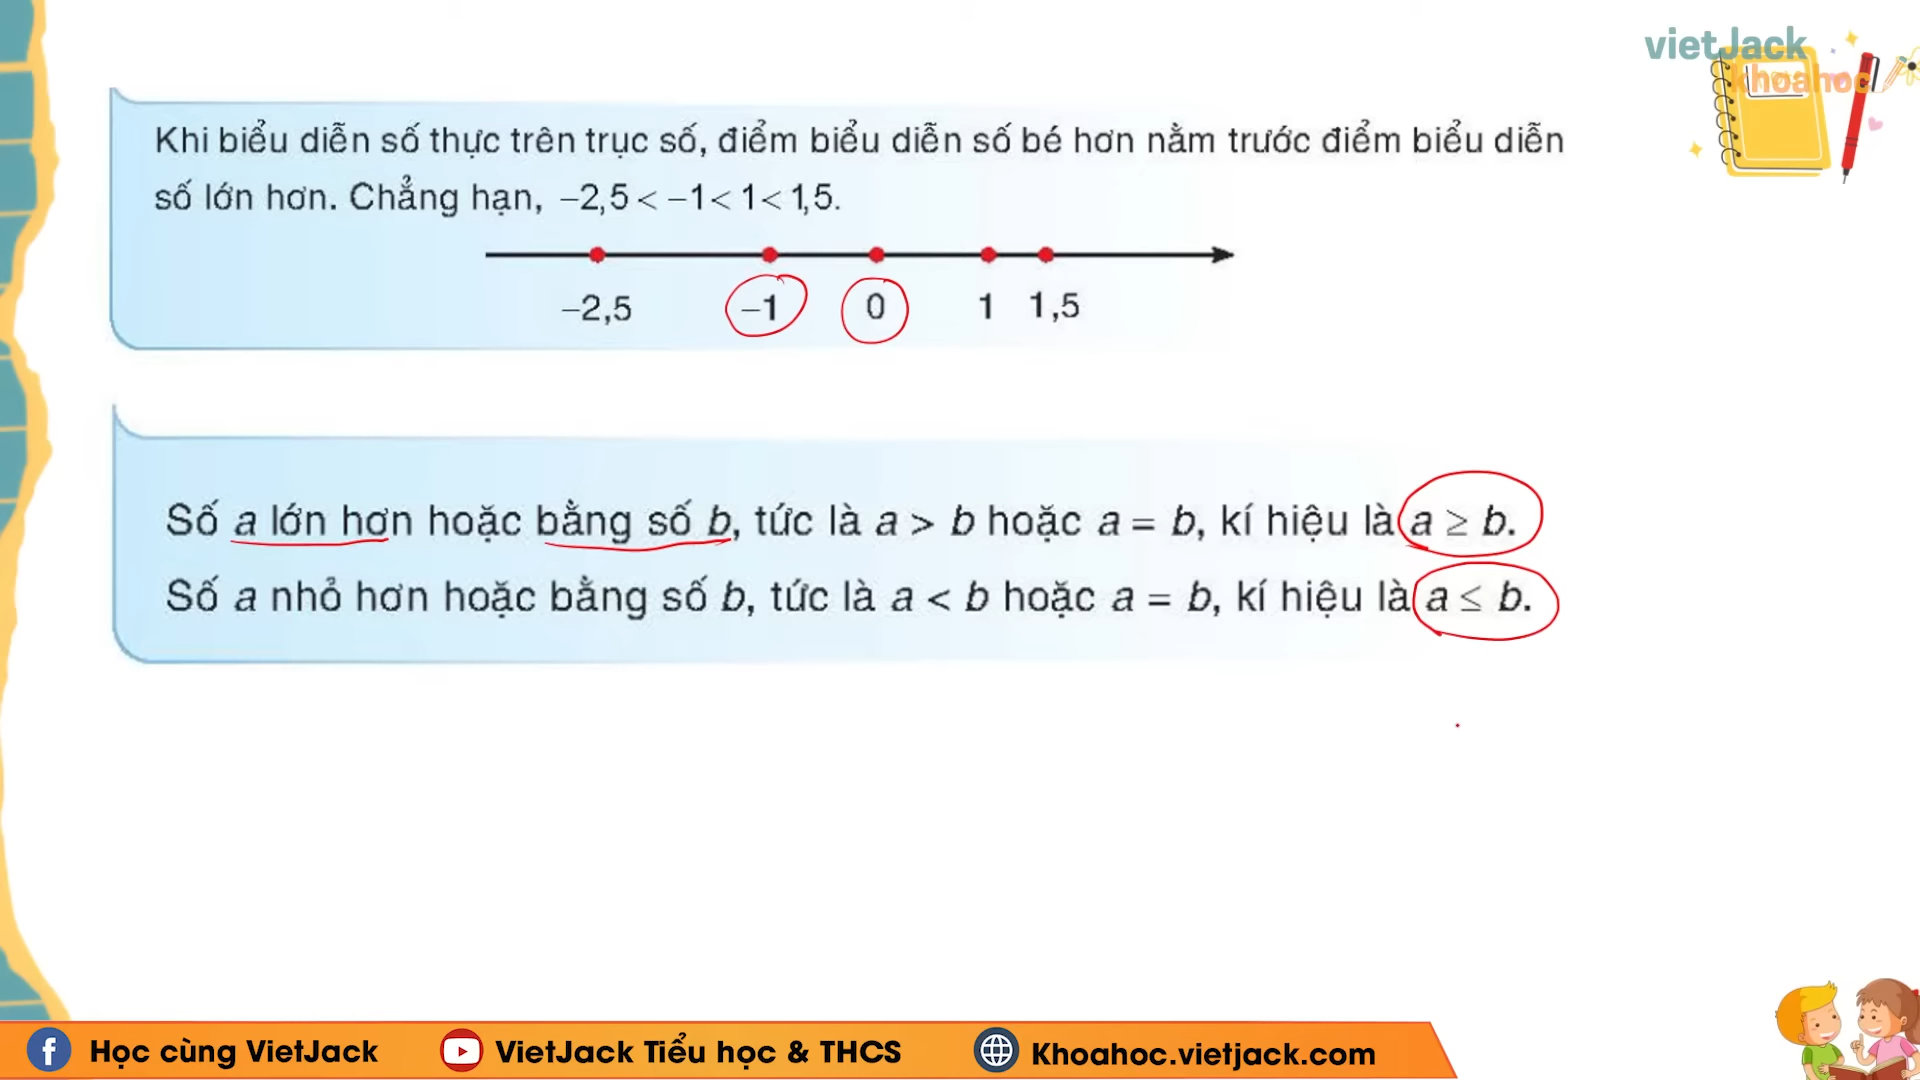 vietJack
khoahoc
Khi biểu diễn số thực trên trục số, điểm biểu diễn số bé hơn nằm trước điểm biểu diễn
số lớn hơn. Chẳng hạn, –2,5 < –1 < 1 < 1,5.
–2,5 –1 0 1 1,5
Số a lớn hơn hoặc bằng số b, tức là a > b hoặc a = b, kí hiệu là a ≥ b.
Số a nhỏ hơn hoặc bằng số b, tức là a < b hoặc a = b, kí hiệu là a ≤ b.
Học cùng VietJack VietJack Tiểu học & THCS Khoahoc.vietjack.com